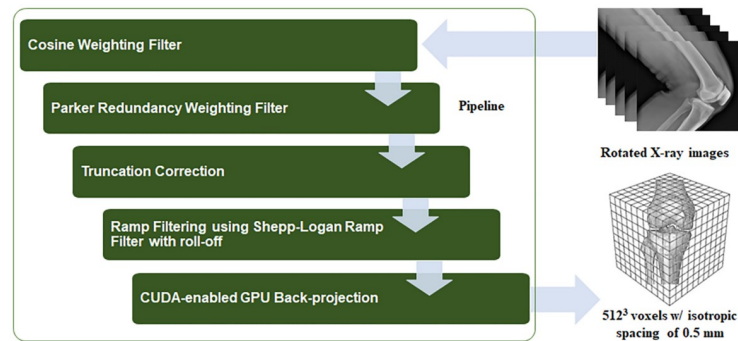 Cosine Weighting Filter
Parker Redundancy Weighting Filter
Pipeline
Truncation Correction
Ramp Filtering using Shepp-Logan Ramp
Filter with roll-off
CUDA-enabled GPU Back-projection
Rotated X-ray images
512³ voxels w/ isotropic
spacing of 0.5 mm